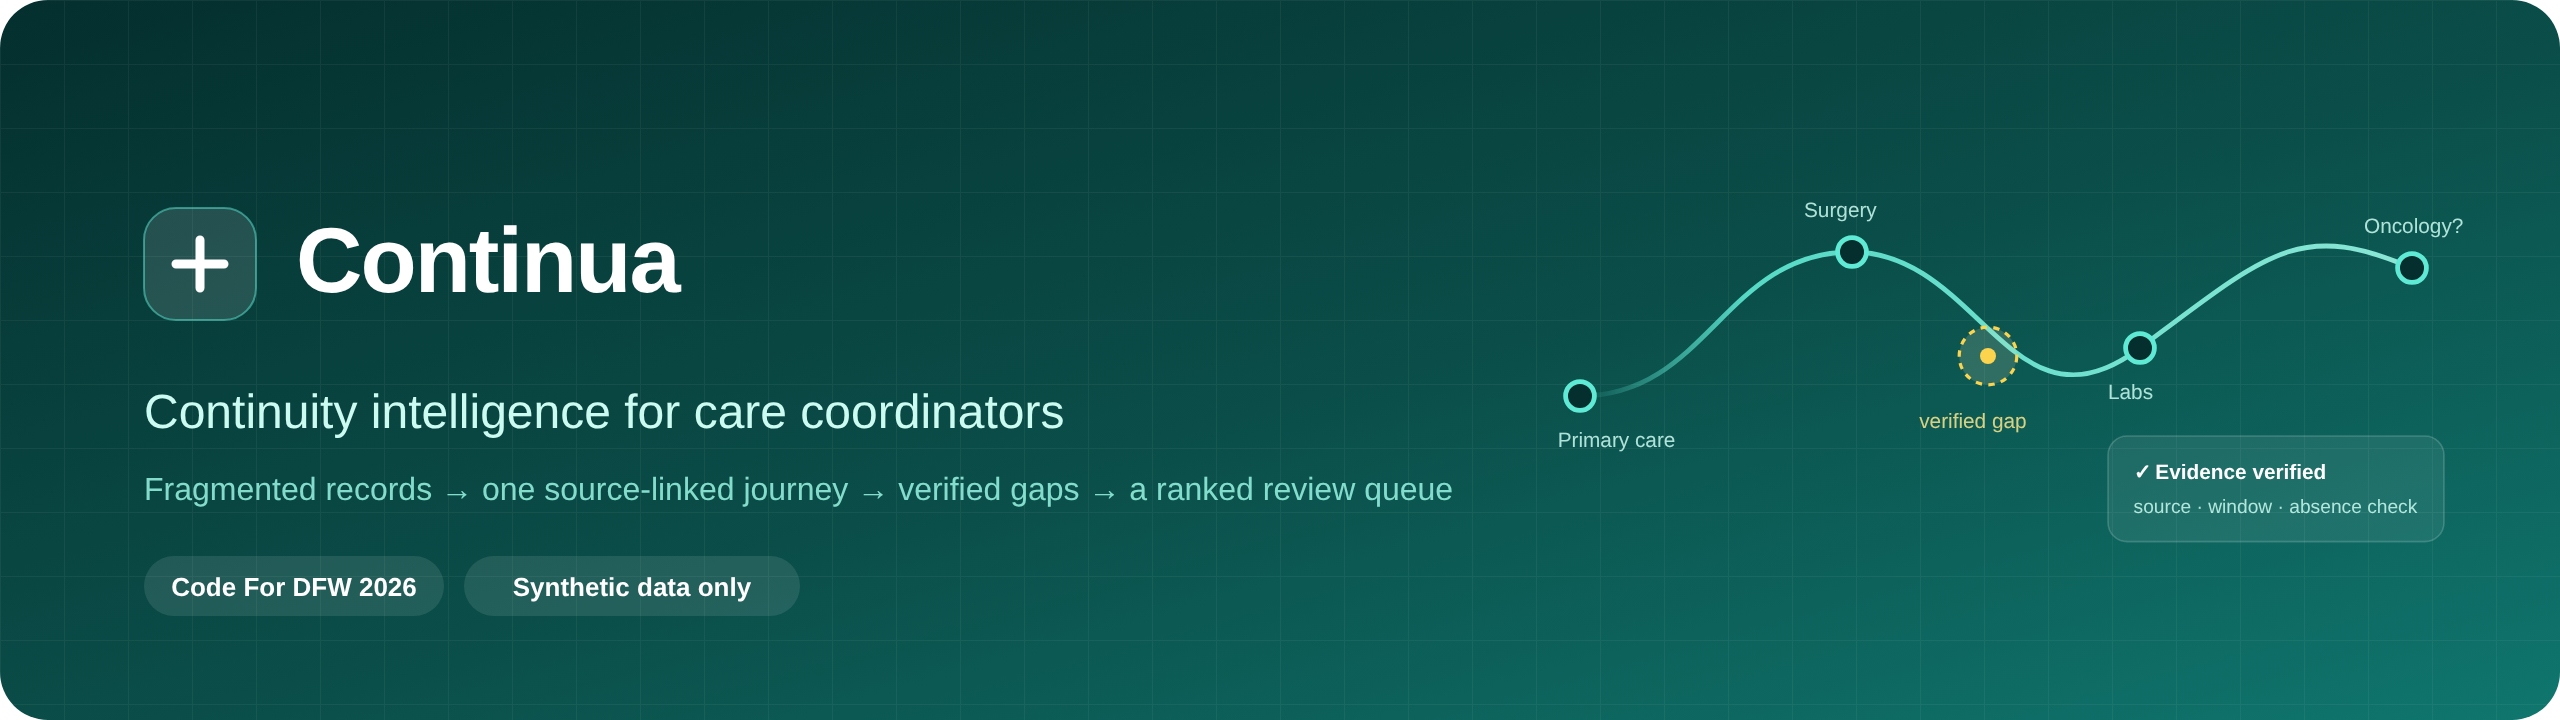 Continua
Continuity intelligence for care coordinators
Fragmented records → one source-linked journey → verified gaps → a ranked review queue
Code For DFW 2026
Synthetic data only
Primary care
Surgery
verified gap
Labs
Oncology?
✓ Evidence verified
source · window · absence check